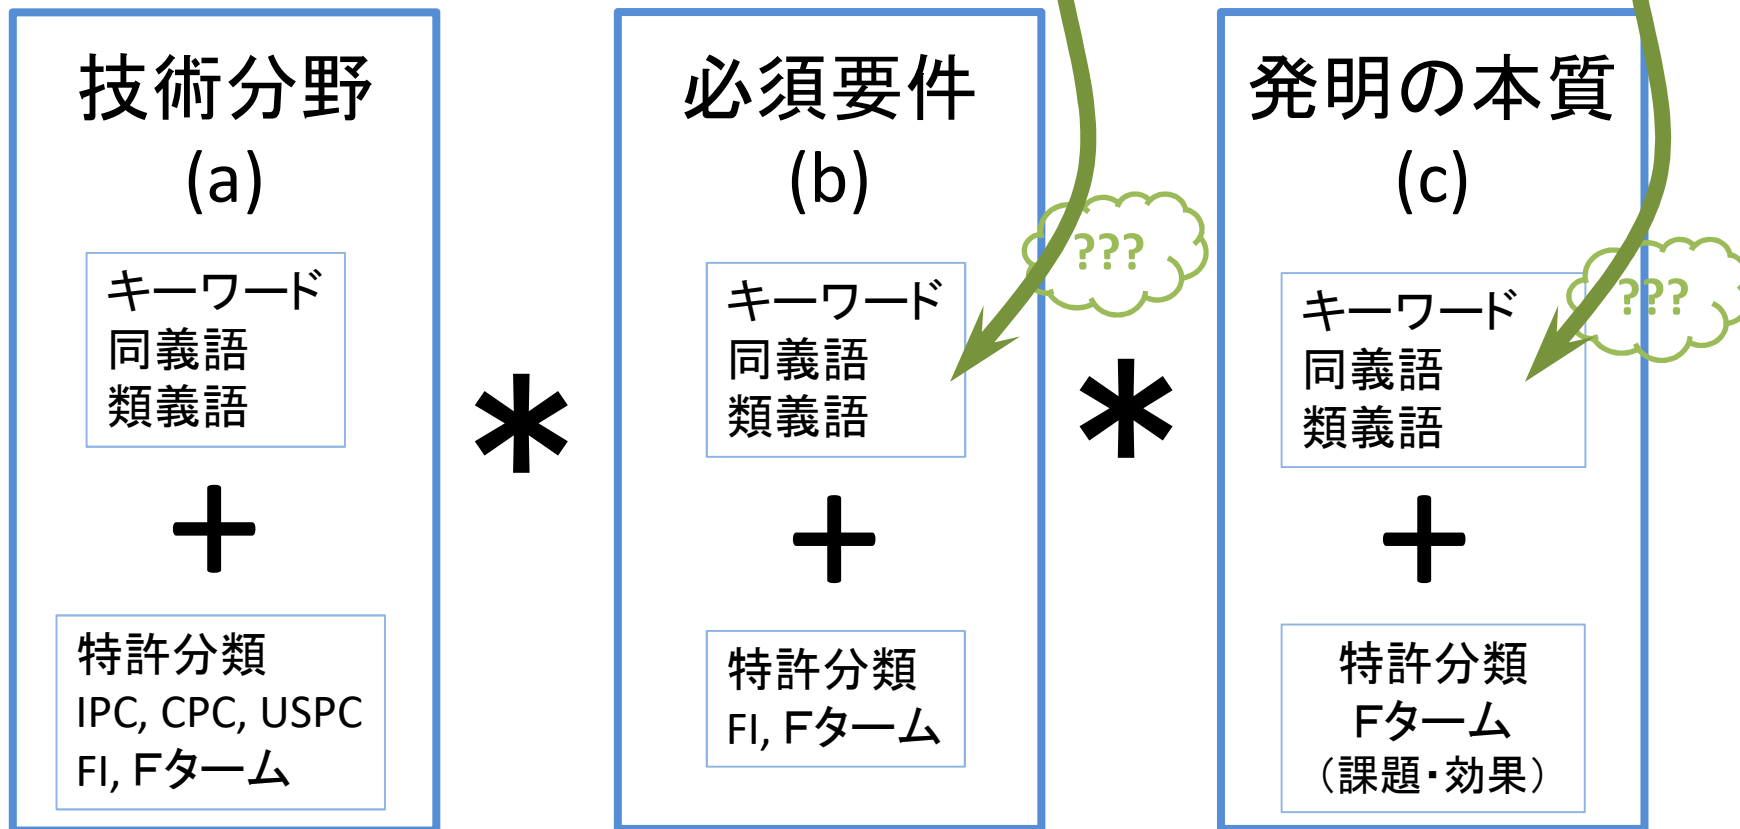 技術分野
(a)
キーワード
同義語
類義語
+
特許分類
IPC, CPC, USPC
FI, Fターム
*
必須要件
(b)
???
キーワード
同義語
類義語
+
特許分類
FI, Fターム
*
発明の本質
(c)
???
キーワード
同義語
類義語
+
特許分類
Fターム
（課題・効果）